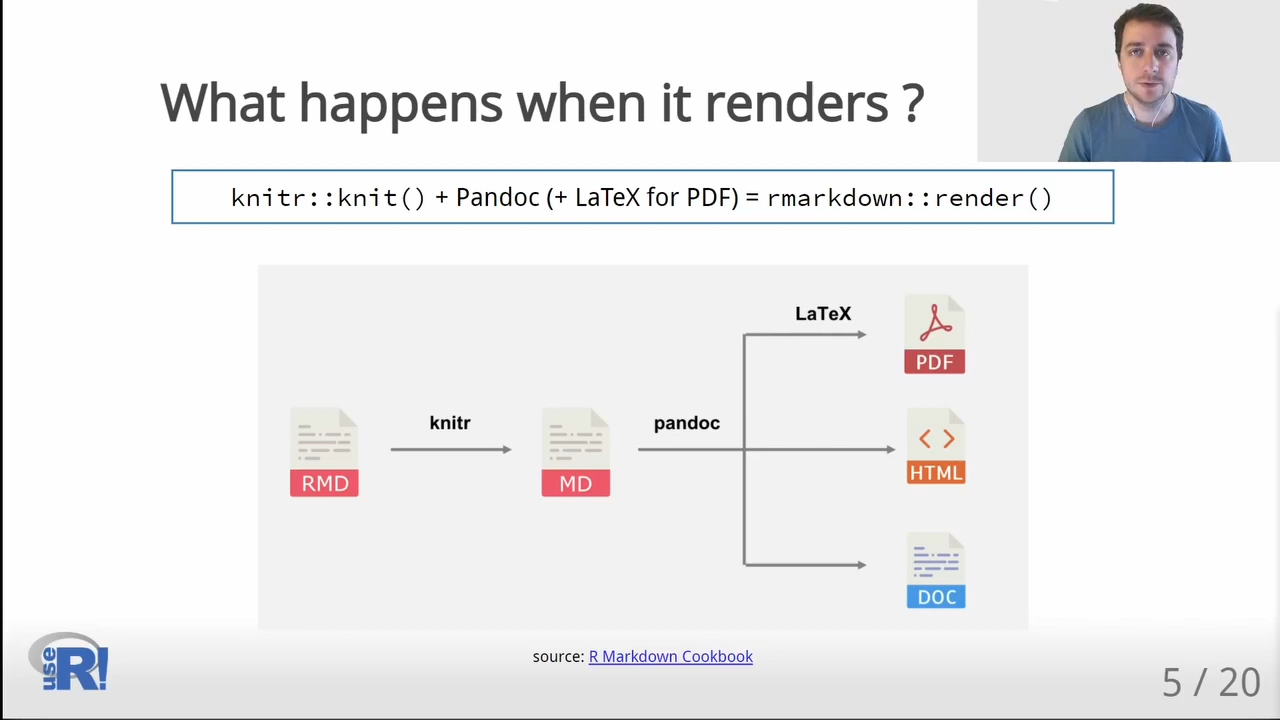 What happens when it renders ?
knitr::knit() + Pandoc (+ LaTeX for PDF) = rmarkdown::render()
LaTeX
PDF
knitr
pandoc
RMD
MD
HTML
DOC
source: R Markdown Cookbook
use R!
5 / 20